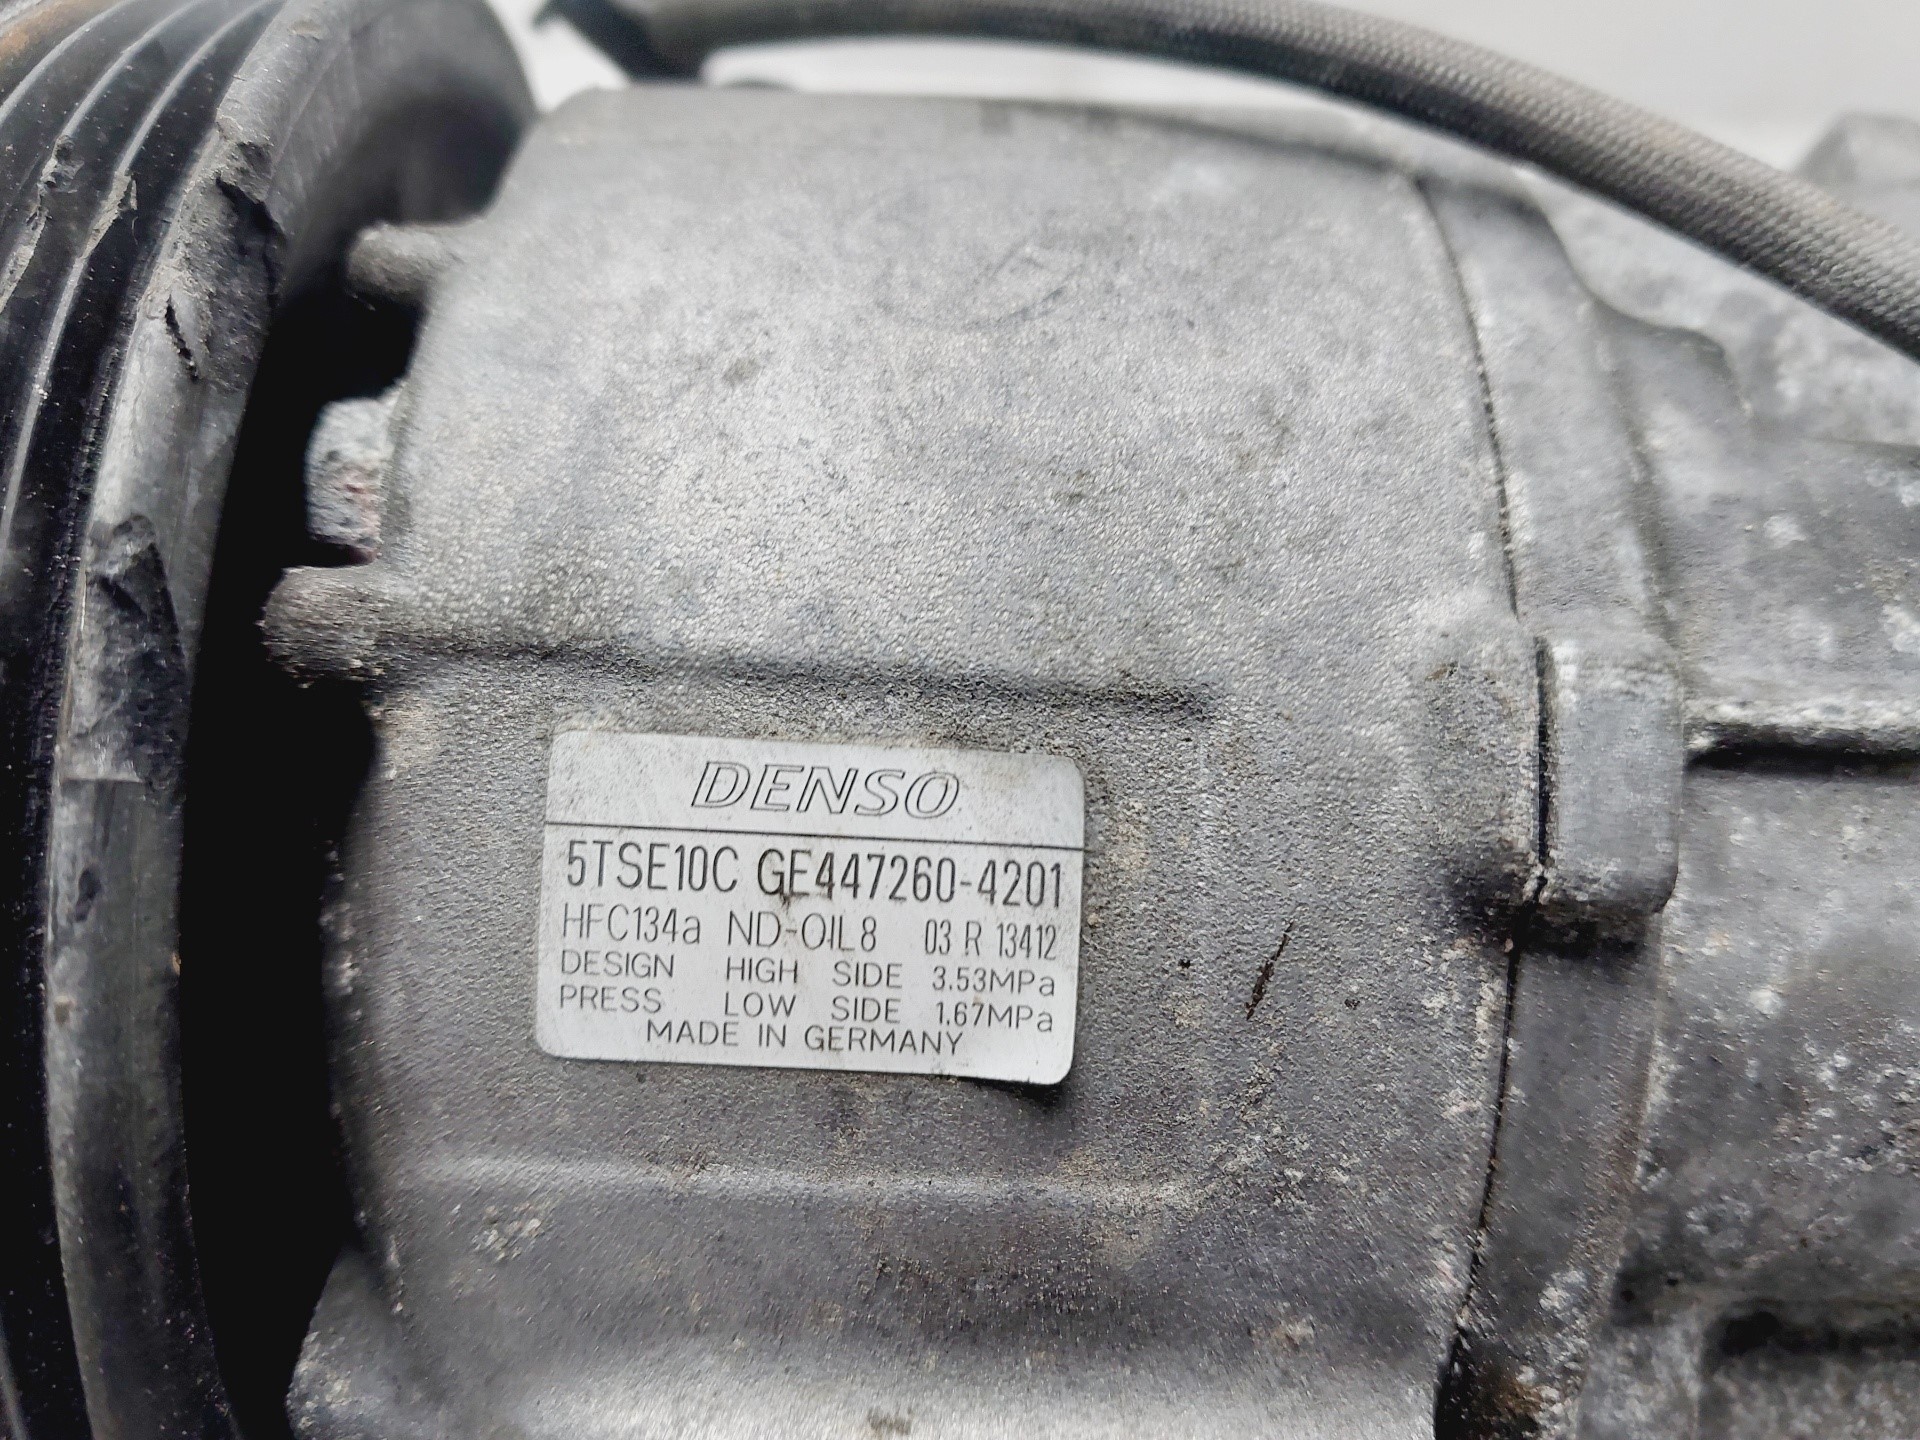 DENSO
5TSE10C GE447260-4201
HFC134a ND-OIL8 03 R 13412
DESIGN HIGH SIDE 3.53MPa
PRESS LOW SIDE 1.67MPa
MADE IN GERMANY